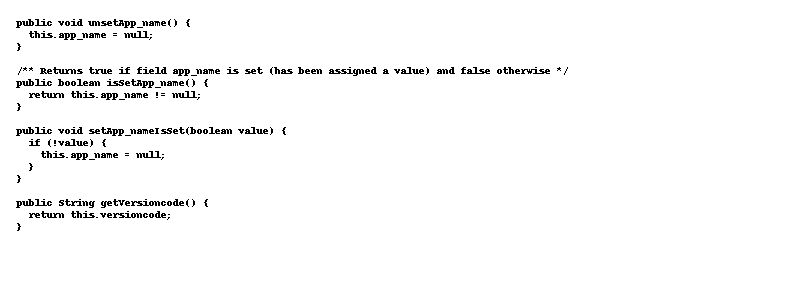 public void unsetApp_name() {
  this.app_name = null;
}

/** Returns true if field app_name is set (has been assigned a value) and false otherwise */
public boolean isSetApp_name() {
  return this.app_name != null;
}

public void setApp_nameIsSet(boolean value) {
  if (!value) {
    this.app_name = null;
  }
}

public String getVersioncode() {
  return this.versioncode;
}